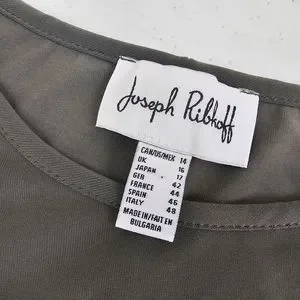 Joseph Ribkoff
CAN/US/MEX 14
UK 16
JAPAN 17
GER 42
FRANCE 44
SPAIN 46
ITALY 48
MADE IN/FAIT EN
BULGARIA